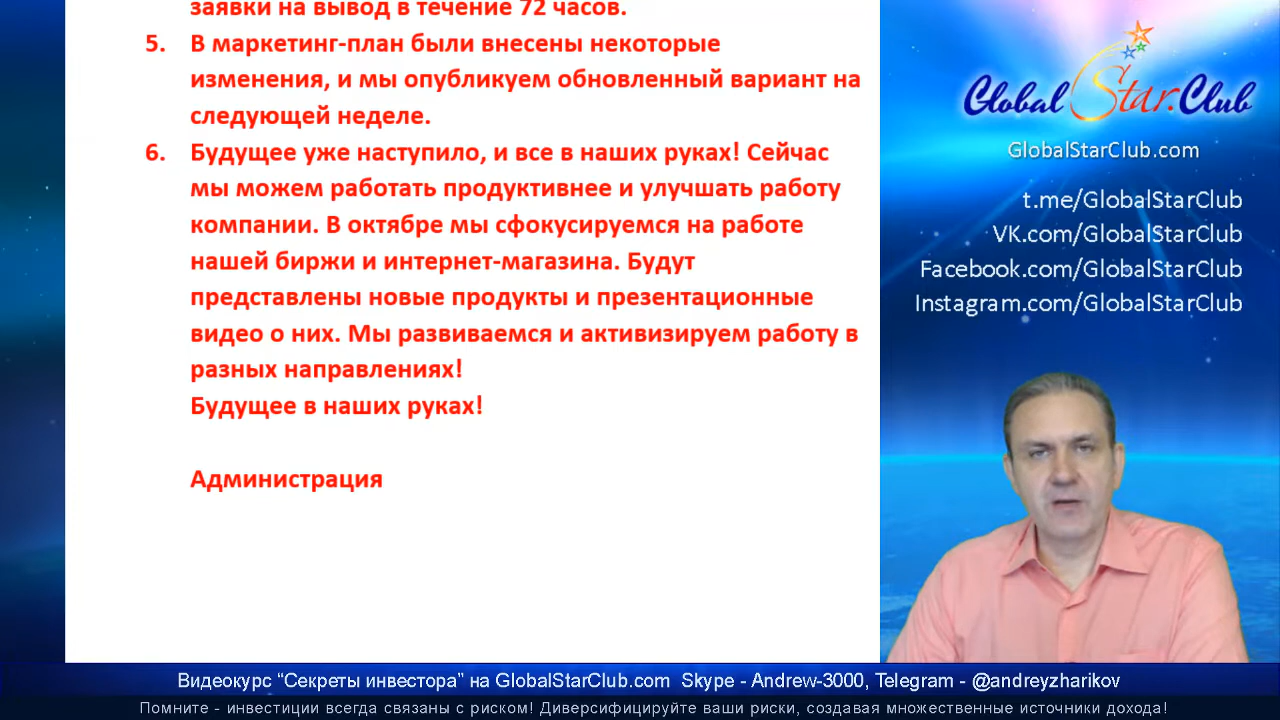 заявки на вывод в течение 72 часов.
5. В маркетинг-план были внесены некоторые
изменения, и мы опубликуем обновленный вариант на
следующей неделе.
6. Будущее уже наступило, и все в наших руках! Сейчас
мы можем работать продуктивнее и улучшать работу
компании. В октябре мы сфокусируемся на работе
нашей биржи и интернет-магазина. Будут
представлены новые продукты и презентационные
видео о них. Мы развиваемся и активизируем работу в
разных направлениях!
Будущее в наших руках!
Администрация
Global Star.Club
GlobalStarClub.com
t.me/GlobalStarClub
VK.com/GlobalStarClub
Facebook.com/GlobalStarClub
Instagram.com/GlobalStarClub
Видеокурс “Секреты инвестора” на GlobalStarClub.com Skype - Andrew-3000, Telegram - @andreyzharikov
Помните - инвестиции всегда связаны с риском! Диверсифицируйте ваши риски, создавая множественные источники дохода!